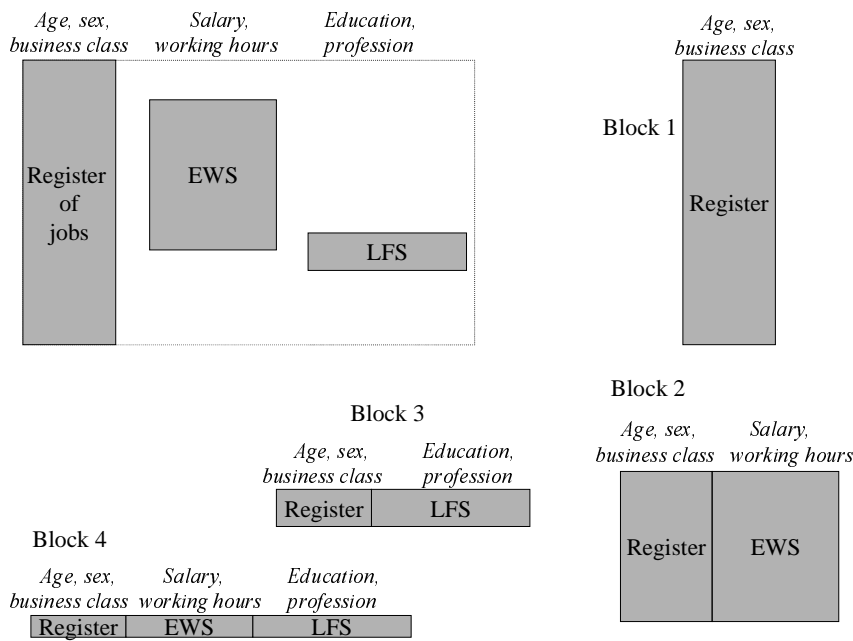 Age, sex,
business class
Salary,
working hours
Education,
profession
Register
of
jobs
EWS
LFS
Age, sex,
business class
Block 1
Register
Block 2
Age, sex,
business class
Salary,
working hours
Register
EWS
Block 3
Age, sex,
business class
Education,
profession
Register
LFS
Block 4
Age, sex,
business class
Salary,
working hours
Education,
profession
Register
EWS
LFS